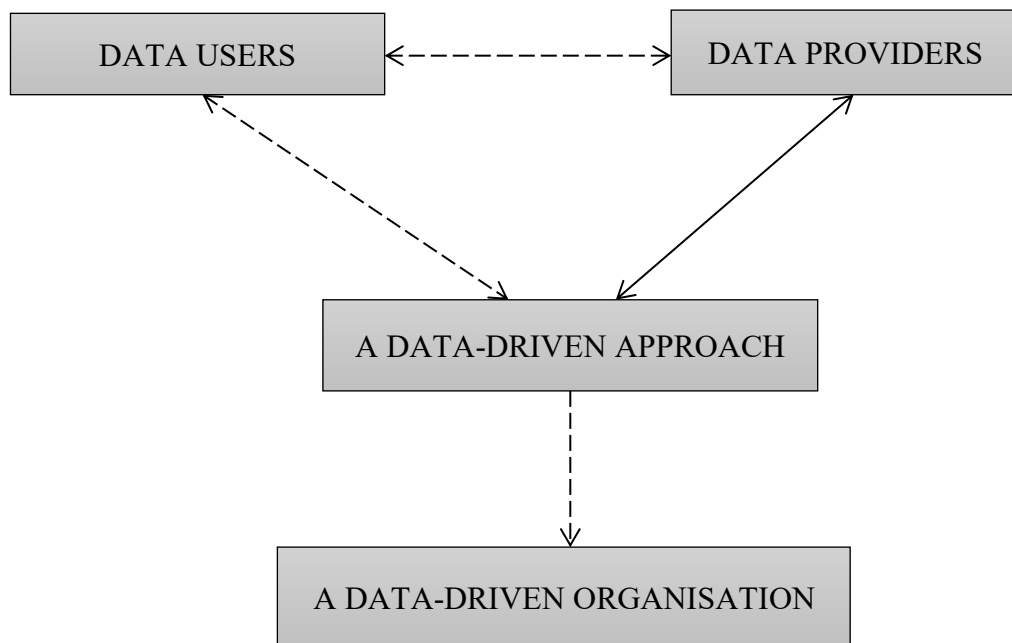 DATA USERS
DATA PROVIDERS
A DATA-DRIVEN APPROACH
A DATA-DRIVEN ORGANISATION